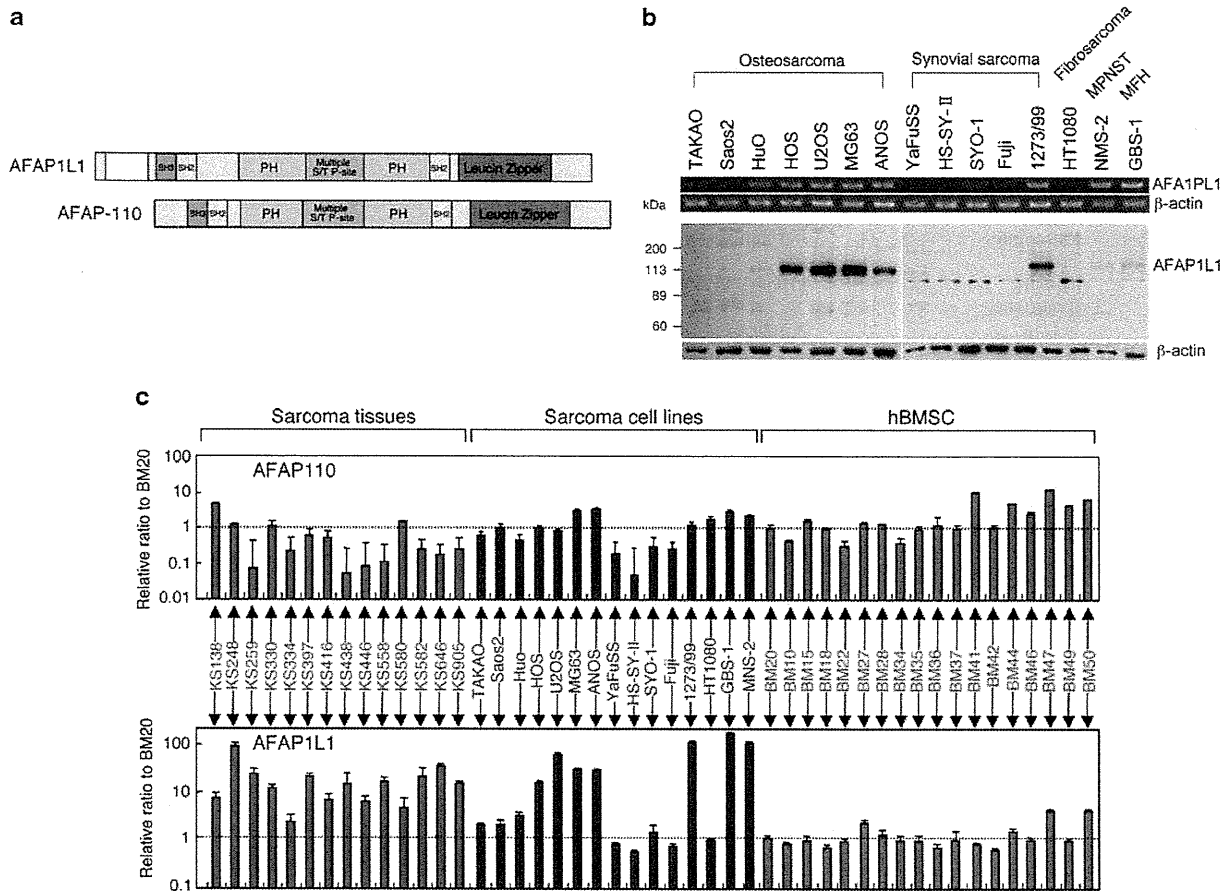 a
AFAP1L1
SH3 SH2 PH Multiple S/T P-site PH SH2 Leucin Zipper
AFAP-110
SH3 SH2 PH Multiple S/T P-site PH SH2 Leucin Zipper
b
Osteosarcoma
Synovial sarcoma
Fibrosarcoma
MPNST
MFH
TAKAO
Saos2
HuO
HOS
U2OS
MG63
ANOS
YaFuSS
HS-SY-II
SYO-1
Fuji
1273/99
HT1080
NMS-2
GBS-1
AFA1PL1
β-actin
kDa
200
113
89
60
AFAP1L1
β-actin
c
Sarcoma tissues
Sarcoma cell lines
hBMSC
Relative ratio to BM20
100
10
1
0.1
0.01
AFAP110
KS138
KS248
KS259
KS330
KS334
KS397
KS416
KS438
KS446
KS558
KS580
KS582
KS646
KS905
TAKAO
Saos2
Huo
HOS
U2OS
MG63
ANOS
YaFuSS
HS-SY-II
SYO-1
Fuji
1273/99
HT1080
GBS-1
MNS-2
BM20
BM10
BM15
BM18
BM22
BM27
BM28
BM34
BM35
BM36
BM37
BM41
BM42
BM44
BM46
BM47
BM49
BM50
Relative ratio to BM20
100
10
1
0.1
AFAP1L1